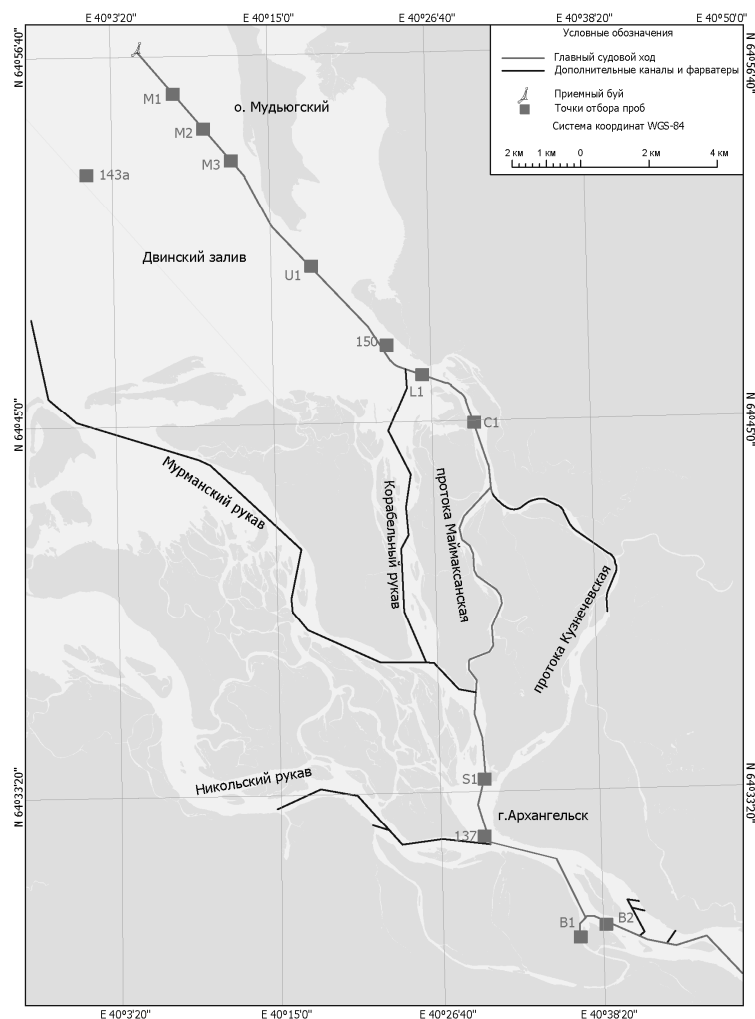 E 40°3'20"
E 40°15'0"
E 40°26'40"
E 40°38'20"
E 40°50'0"
N 64°56'40"
N 64°56'40"
Условные обозначения
Главный судовой ход
Дополнительные каналы и фарватеры
Приемный буй
Точки отбора проб
Система координат WGS-84
2 км 1 км 0 2 км 4 км
M1
о. Мудьюгский
M2
M3
143а
Двинский залив
U1
150
L1
C1
N 64°45'0"
N 64°45'0"
Мурманский рукав
Корабельный рукав
протока Маймаксанская
протока Кузнечевская
S1
Никольский рукав
N 64°33'20"
N 64°33'20"
г.Архангельск
137
B1
B2
E 40°3'20"
E 40°15'0"
E 40°26'40"
E 40°38'20"